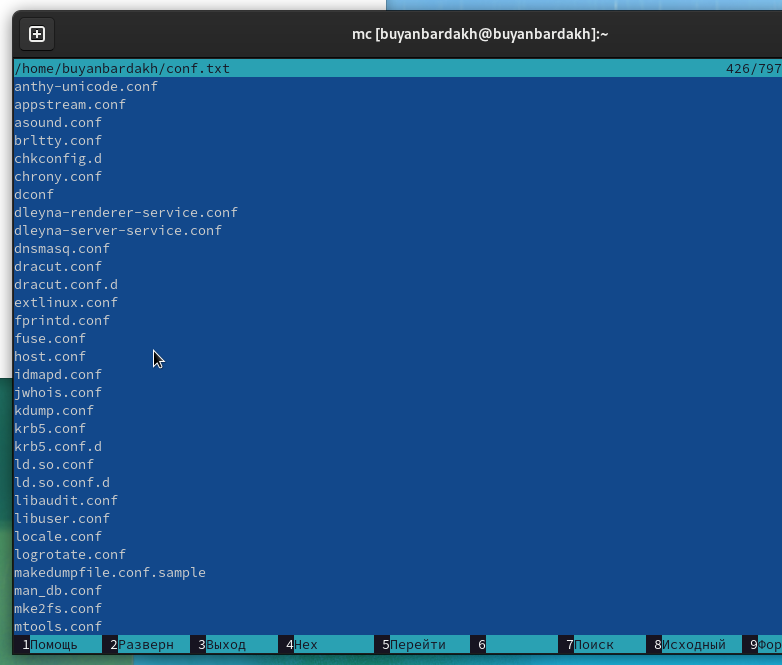 mc [buyanbardakh@buyanbardakh]:~
/home/buyanbardakh/conf.txt 426/797
anthy-unicode.conf
appstream.conf
asound.conf
brltty.conf
chkconfig.d
chrony.conf
dconf
dleyna-renderer-service.conf
dleyna-server-service.conf
dnsmasq.conf
dracut.conf
dracut.conf.d
extlinux.conf
fprintd.conf
fuse.conf
host.conf
idmapd.conf
jwhois.conf
kdump.conf
krb5.conf
krb5.conf.d
ld.so.conf
ld.so.conf.d
libaudit.conf
libuser.conf
locale.conf
logrotate.conf
makedumpfile.conf.sample
man_db.conf
mke2fs.conf
mtools.conf
1Помощь 2Разверн 3Выход 4Hex 5Перейти 6 7Поиск 8Исходный 9Фор